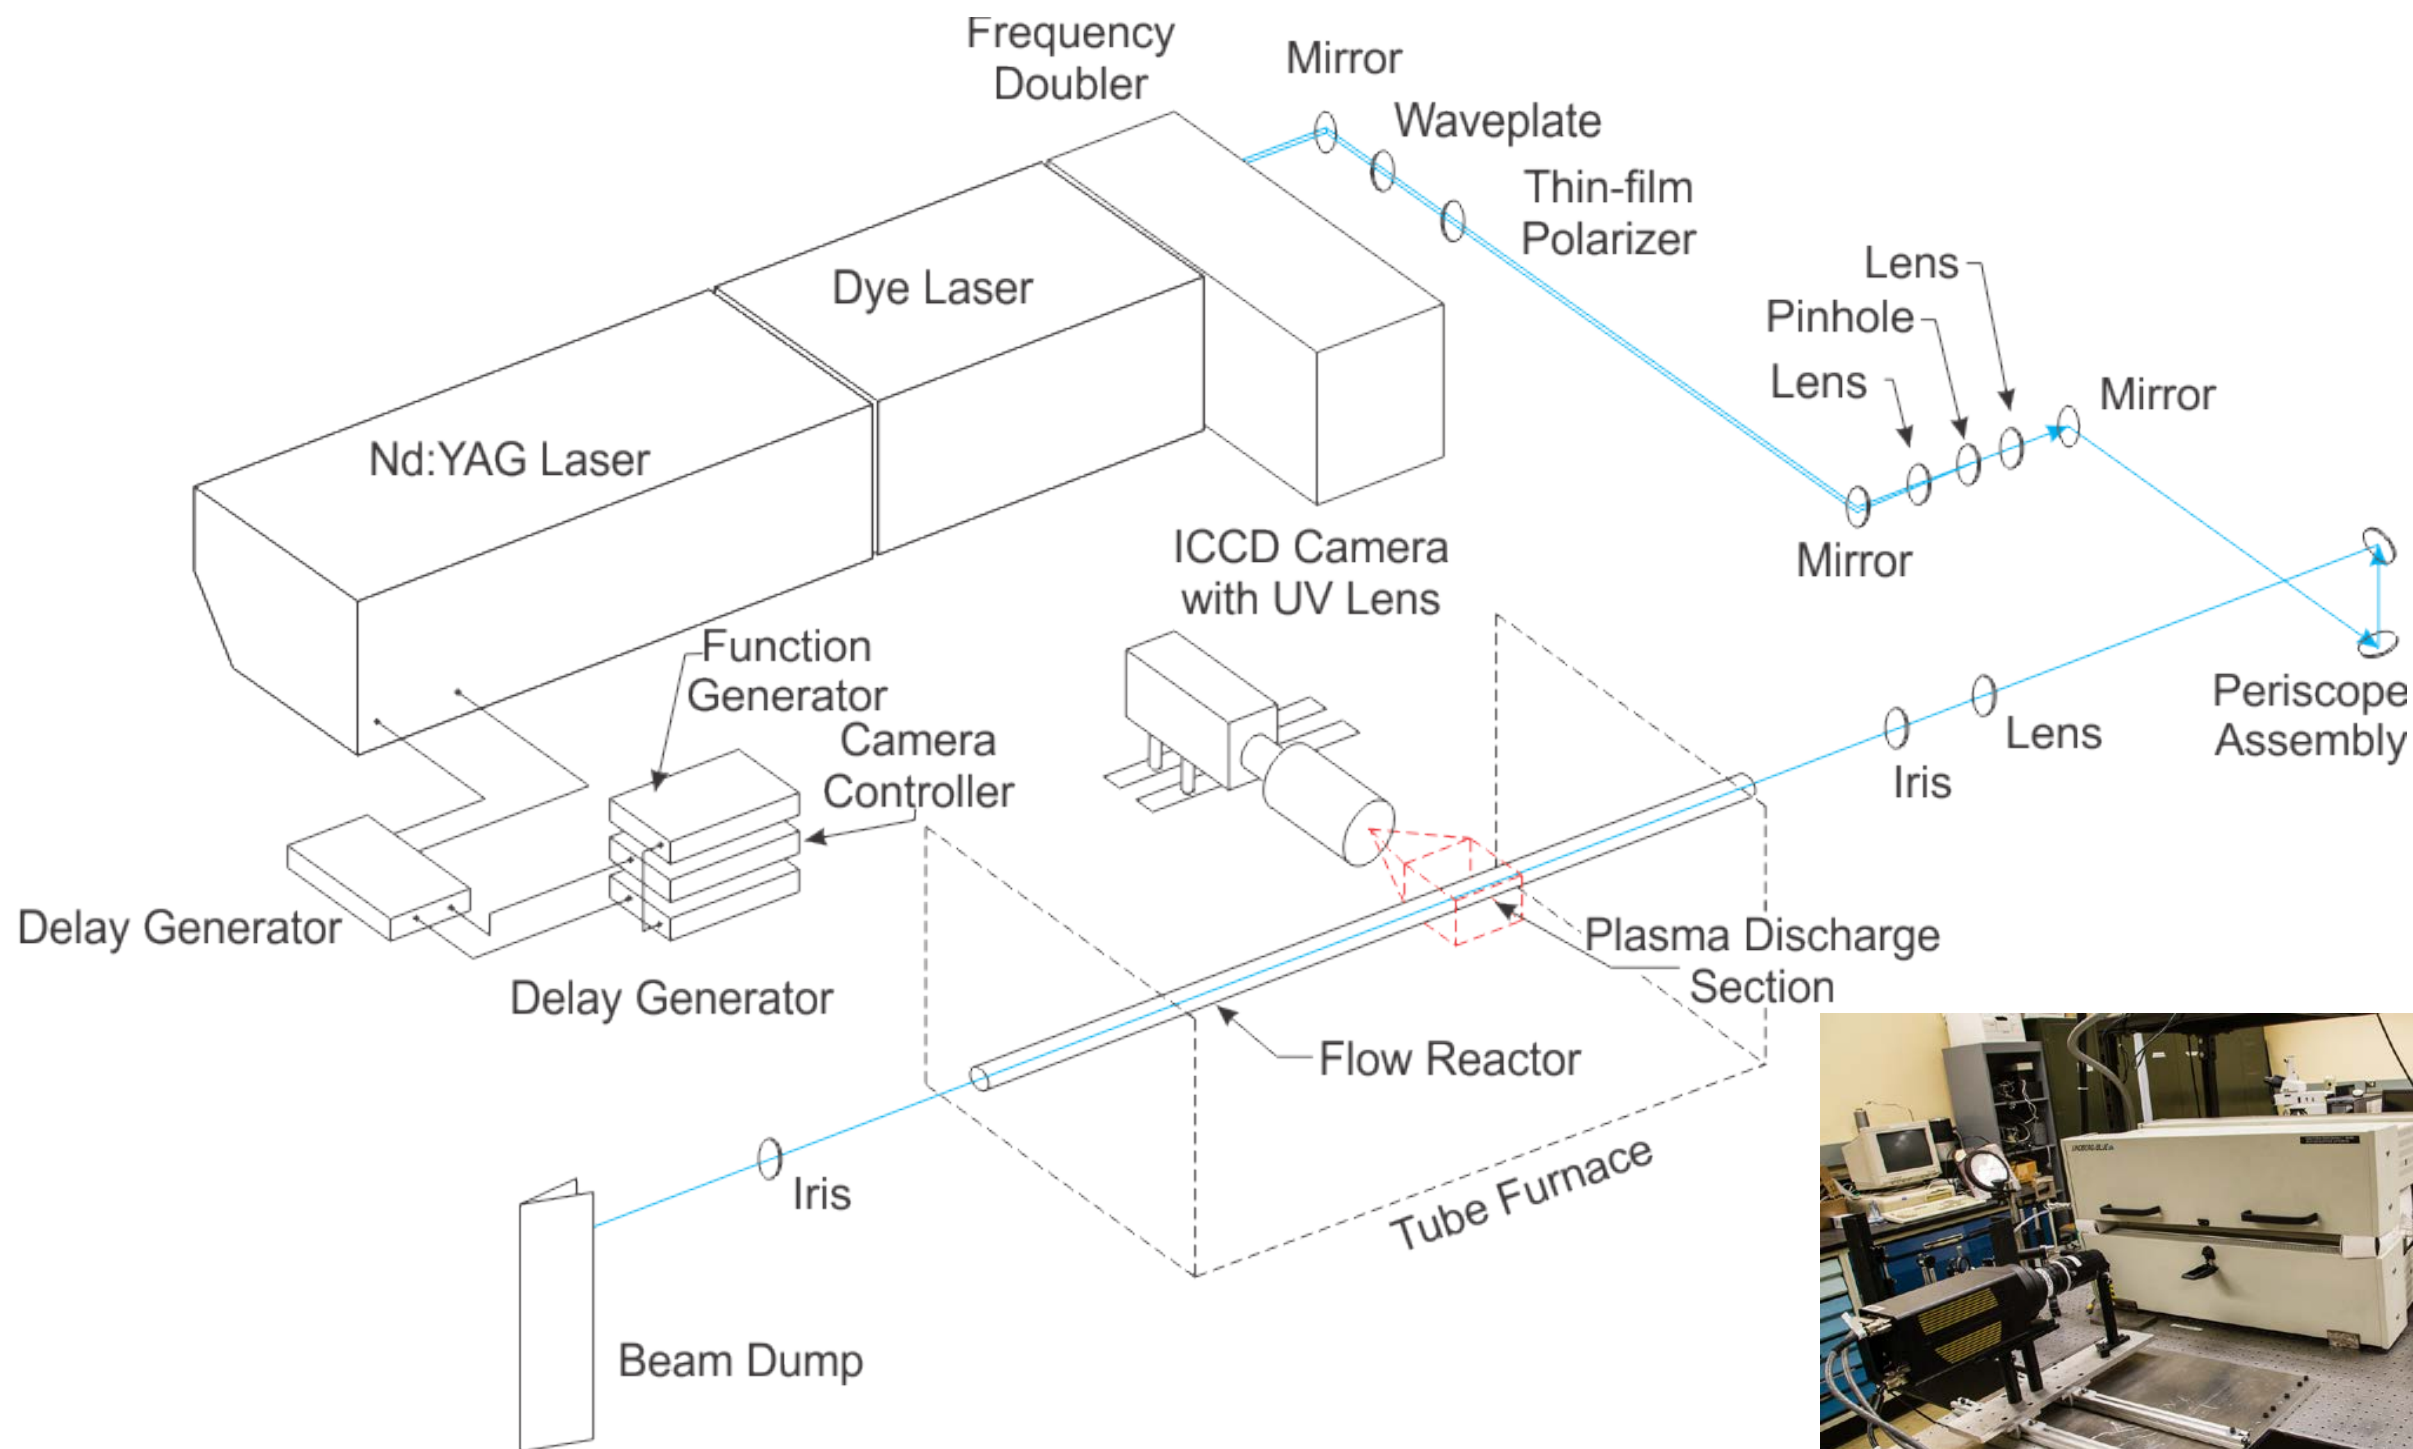 Frequency
Doubler
Mirror
Waveplate
Thin-film
Polarizer
Lens
Pinhole
Lens
Mirror
Dye Laser
Nd:YAG Laser
Mirror
ICCD Camera
with UV Lens
Function
Generator
Camera
Controller
Periscope
Assembly
Lens
Iris
Delay Generator
Plasma Discharge
Section
Delay Generator
Flow Reactor
Tube Furnace
Iris
Beam Dump